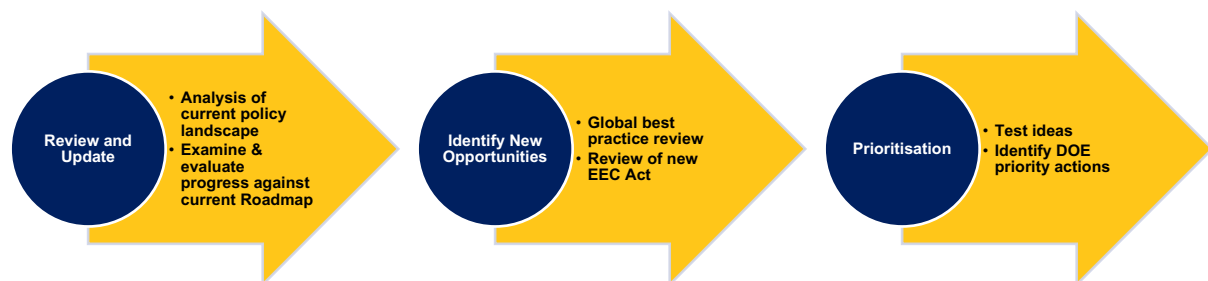 Review and
Update
• Analysis of
current policy
landscape
• Examine &
evaluate
progress against
current Roadmap
Identify New
Opportunities
• Global best
practice review
• Review of new
EEC Act
Prioritisation
• Test ideas
• Identify DOE
priority actions